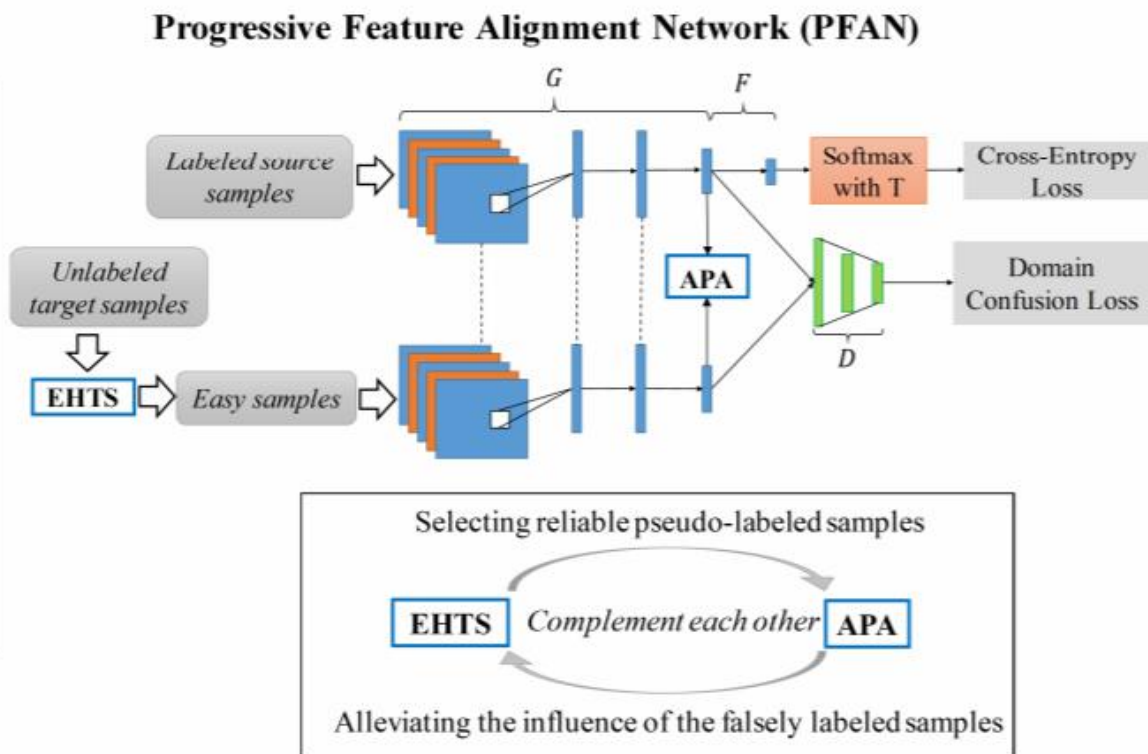 Progressive Feature Alignment Network (PFAN)
G
F
Labeled source
samples
Softmax
with T
Cross-Entropy
Loss
Unlabeled
target samples
APA
Domain
Confusion Loss
D
EHTS
Easy samples
Selecting reliable pseudo-labeled samples
EHTS
Complement each other
APA
Alleviating the influence of the falsely labeled samples